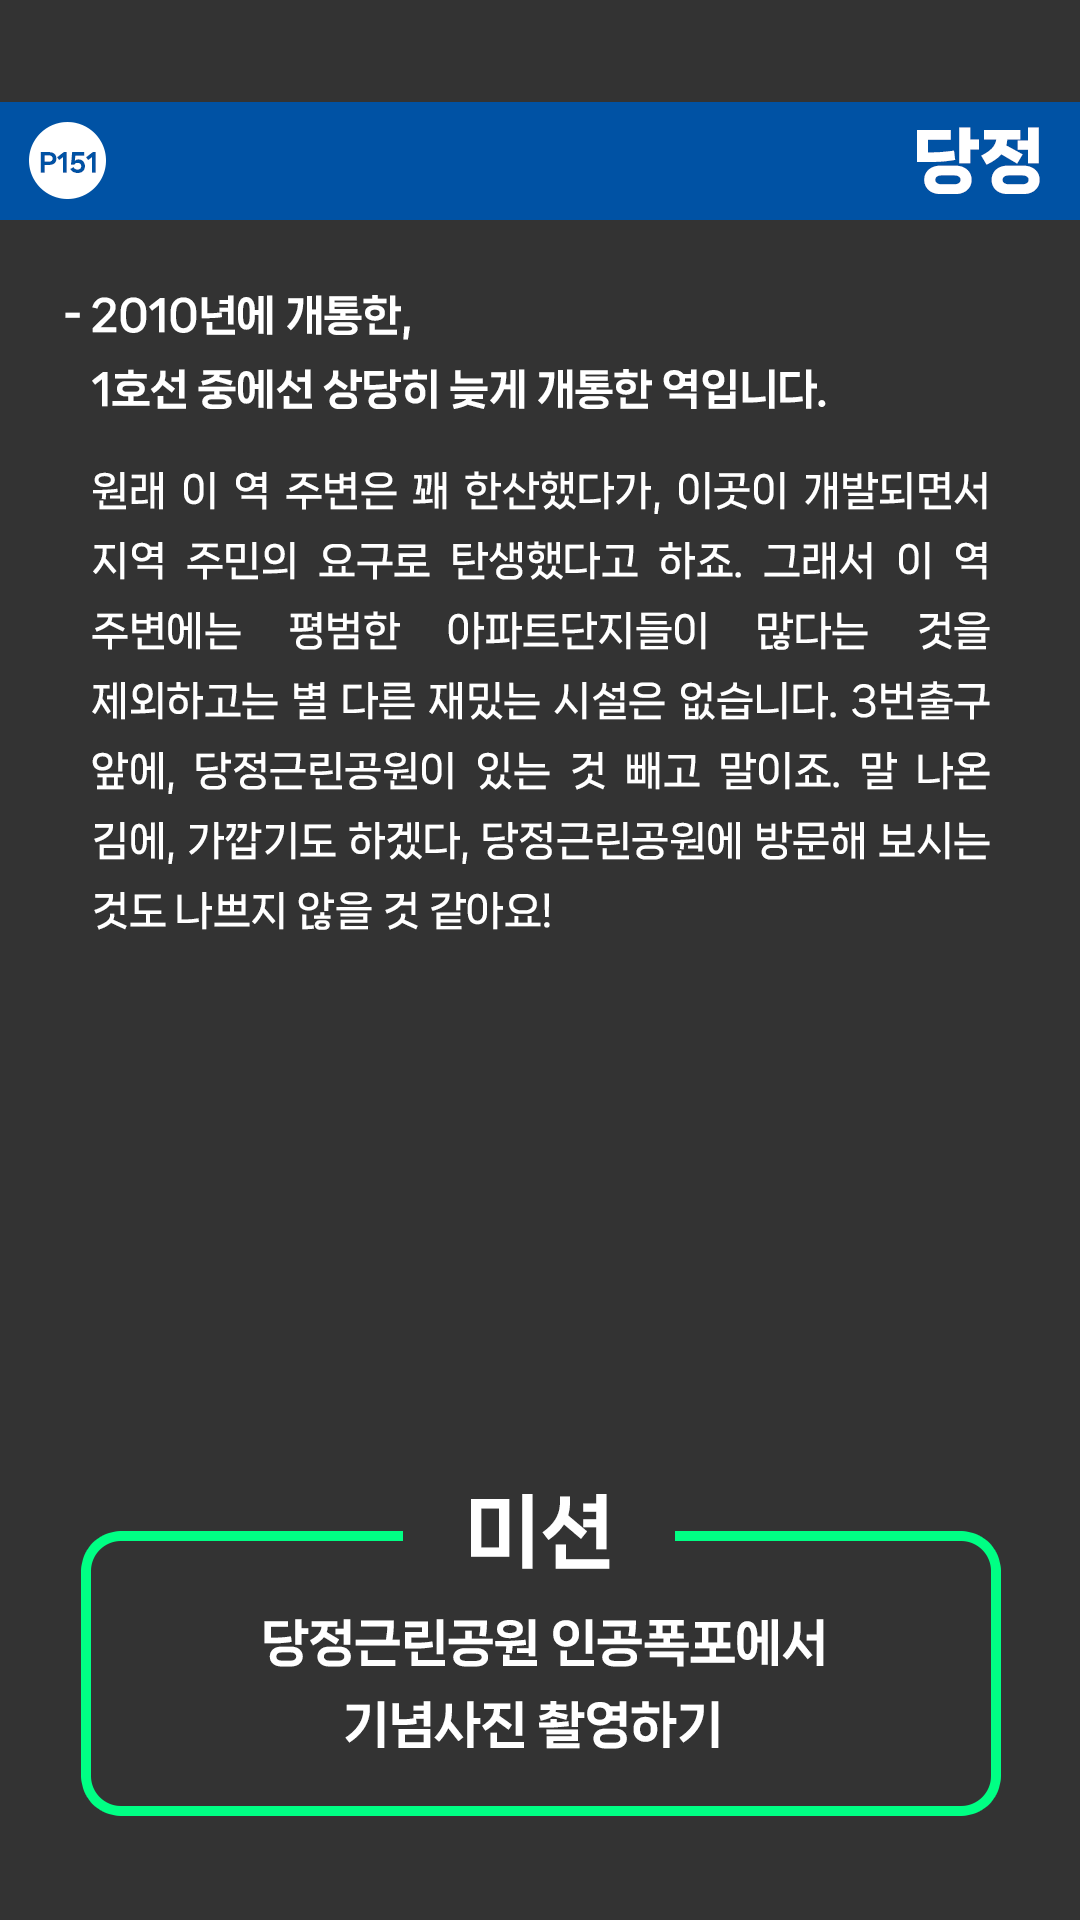 P151
당정
- 2010년에 개통한,
1호선 중에선 상당히 늦게 개통한 역입니다.
원래 이 역 주변은 꽤 한산했다가, 이곳이 개발되면서
지역 주민의 요구로 탄생했다고 하죠. 그래서 이 역
주변에는 평범한 아파트단지들이 많다는 것을
제외하고는 별 다른 재밌는 시설은 없습니다. 3번출구
앞에, 당정근린공원이 있는 것 빼고 말이죠. 말 나온
김에, 가깝기도 하겠다, 당정근린공원에 방문해 보시는
것도 나쁘지 않을 것 같아요!
미션
당정근린공원 인공폭포에서
기념사진 촬영하기